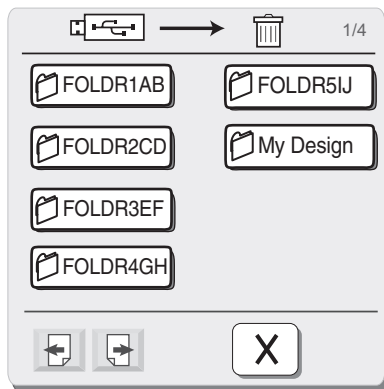 1/4
FOLDR1AB
FOLDR2CD
FOLDR3EF
FOLDR4GH
FOLDR5IJ
My Design
X